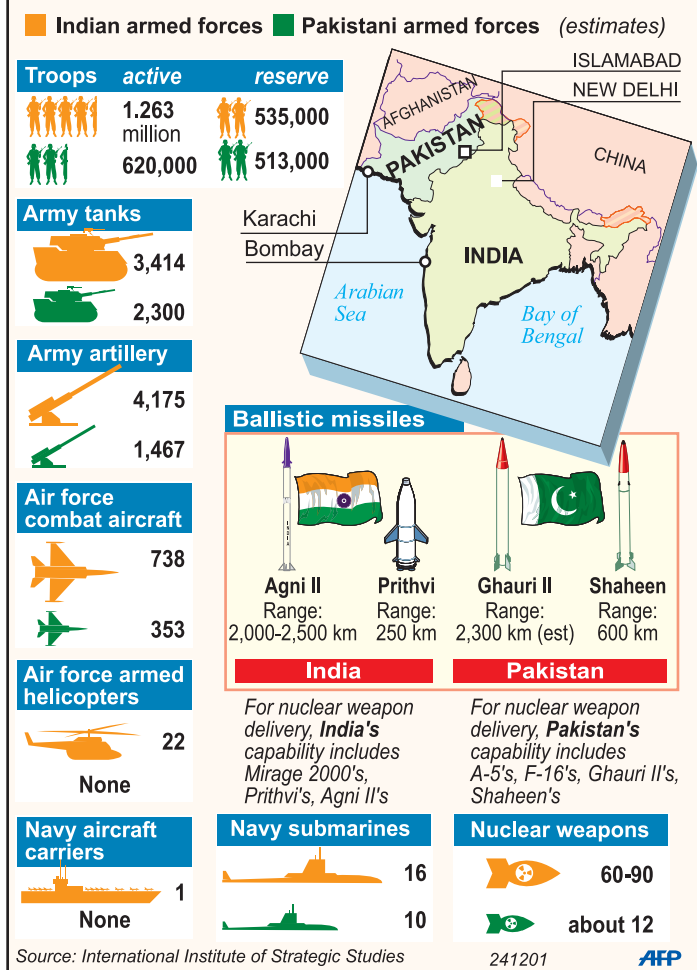 Indian armed forces Pakistani armed forces (estimates)
Troops active reserve
1.263
million
535,000
620,000
513,000
ISLAMABAD
NEW DELHI
AFGHANISTAN
PAKISTAN
CHINA
Karachi
Bombay
INDIA
Arabian
Sea
Bay of
Bengal
Army tanks
3,414
2,300
Army artillery
4,175
1,467
Air force
combat aircraft
738
353
Air force armed
helicopters
22
None
Navy aircraft
carriers
1
None
Ballistic missiles
INDIA
Agni II
Range:
2,000-2,500 km
Prithvi
Range:
250 km
Ghauri II
Range:
2,300 km (est)
Shaheen
Range:
600 km
India
Pakistan
For nuclear weapon
delivery, India's
capability includes
Mirage 2000's,
Prithvi's, Agni II's
For nuclear weapon
delivery, Pakistan's
capability includes
A-5's, F-16's, Ghauri II's,
Shaheen's
Navy submarines
16
10
Nuclear weapons
60-90
about 12
Source: International Institute of Strategic Studies
241201
AFP